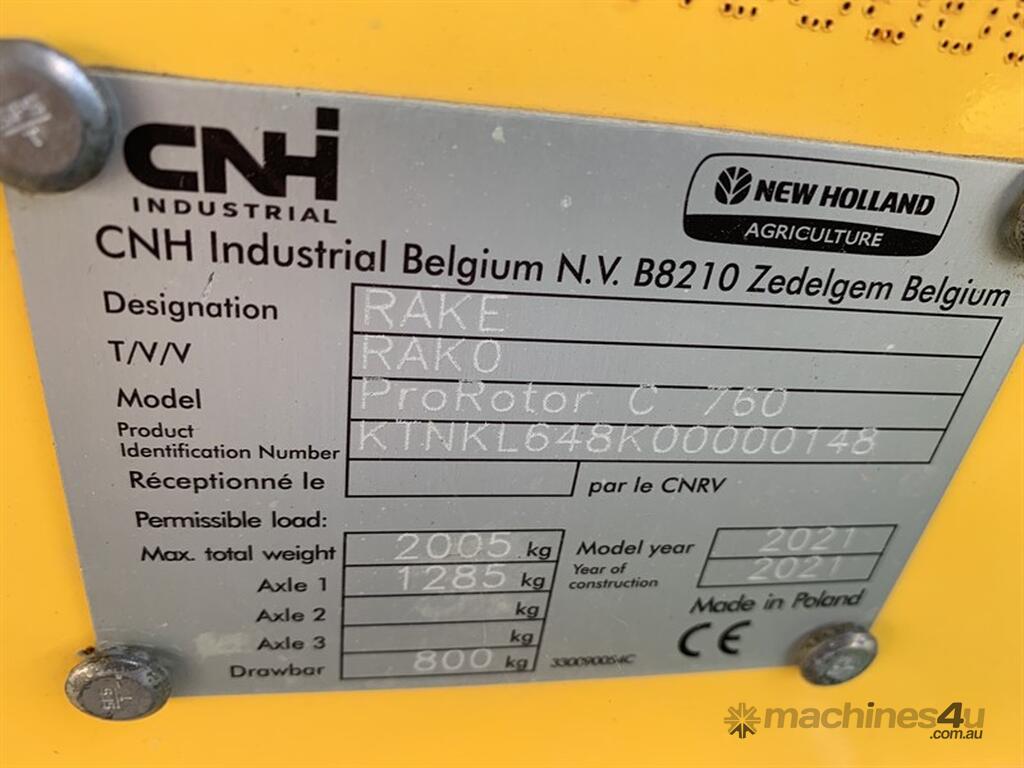 CNH
INDUSTRIAL
NEW HOLLAND
AGRICULTURE
CNH Industrial Belgium N.V. B8210 Zedelgem Belgium
Designation RAKE
T/V/V RAK0
Model ProRotor C 760
Product
Identification Number KTNKL648K00000148
Réceptionné le par le CNRV
Permissible load:
Max. total weight 2005 kg Model year 2021
Axle 1 1285 kg Year of construction 2021
Axle 2 kg Made in Poland
Axle 3 kg CE
Drawbar 800 kg 330090054C
machines4u
.com.au